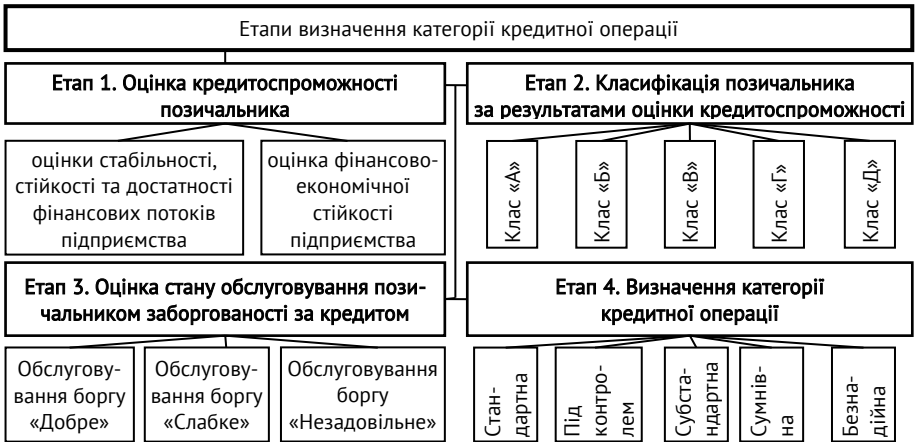 Етапи визначення категорії кредитної операції
Етап 1. Оцінка кредитоспроможності
позичальника
оцінки стабільності,
стійкості та достатності
фінансових потоків
підприємства
оцінка фінансово-
економічної
стійкості
підприємства
Етап 2. Класифікація позичальника
за результатами оцінки кредитоспроможності
Клас «А»
Клас «Б»
Клас «В»
Клас «Г»
Клас «Д»
Етап 3. Оцінка стану обслуговування пози-
чальником заборгованості за кредитом
Обслугову-
вання боргу
«Добре»
Обслугову-
вання боргу
«Слабке»
Обслуговування
боргу
«Незадовільне»
Етап 4. Визначення категорії
кредитної операції
Стан-
дартна
Під
контро-
лем
Субста-
ндартна
Сумнів-
на
Безна-
дійна